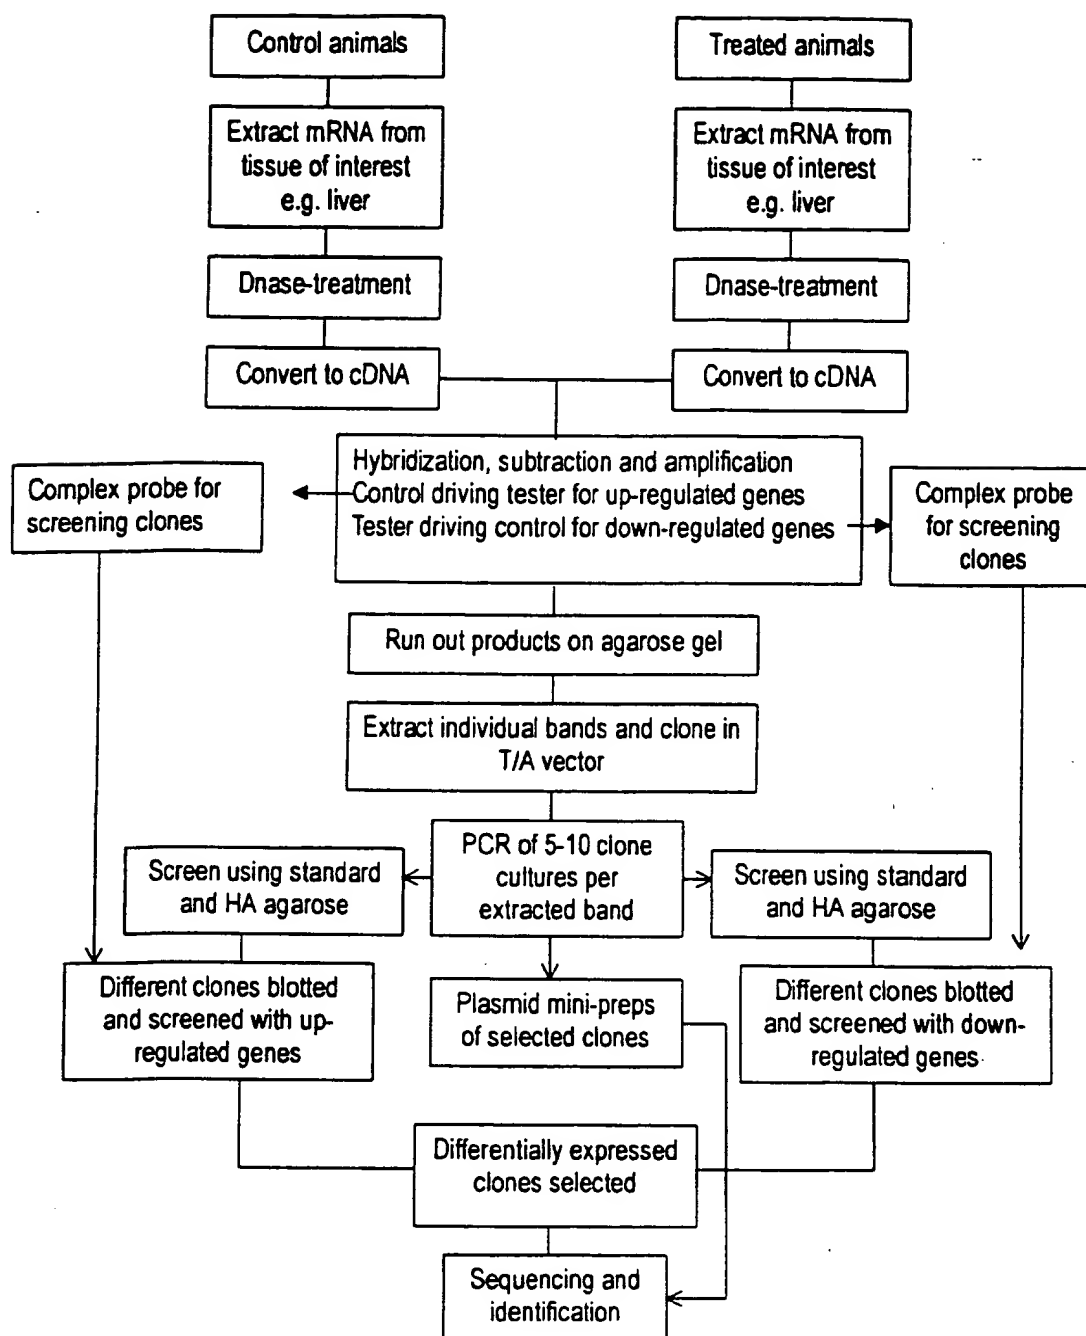 Control animals
Treated animals
Extract mRNA from
tissue of interest
e.g. liver
Extract mRNA from
tissue of interest
e.g. liver
Dnase-treatment
Dnase-treatment
Convert to cDNA
Convert to cDNA
Hybridization, subtraction and amplification
Control driving tester for up-regulated genes
Tester driving control for down-regulated genes
Complex probe for
screening clones
Complex probe
for screening
clones
Run out products on agarose gel
Extract individual bands and clone in
T/A vector
PCR of 5-10 clone
cultures per
extracted band
Screen using standard
and HA agarose
Screen using standard
and HA agarose
Different clones blotted
and screened with up-
regulated genes
Plasmid mini-preps
of selected clones
Different clones blotted
and screened with down-
regulated genes
Differentially expressed
clones selected
Sequencing and
identification